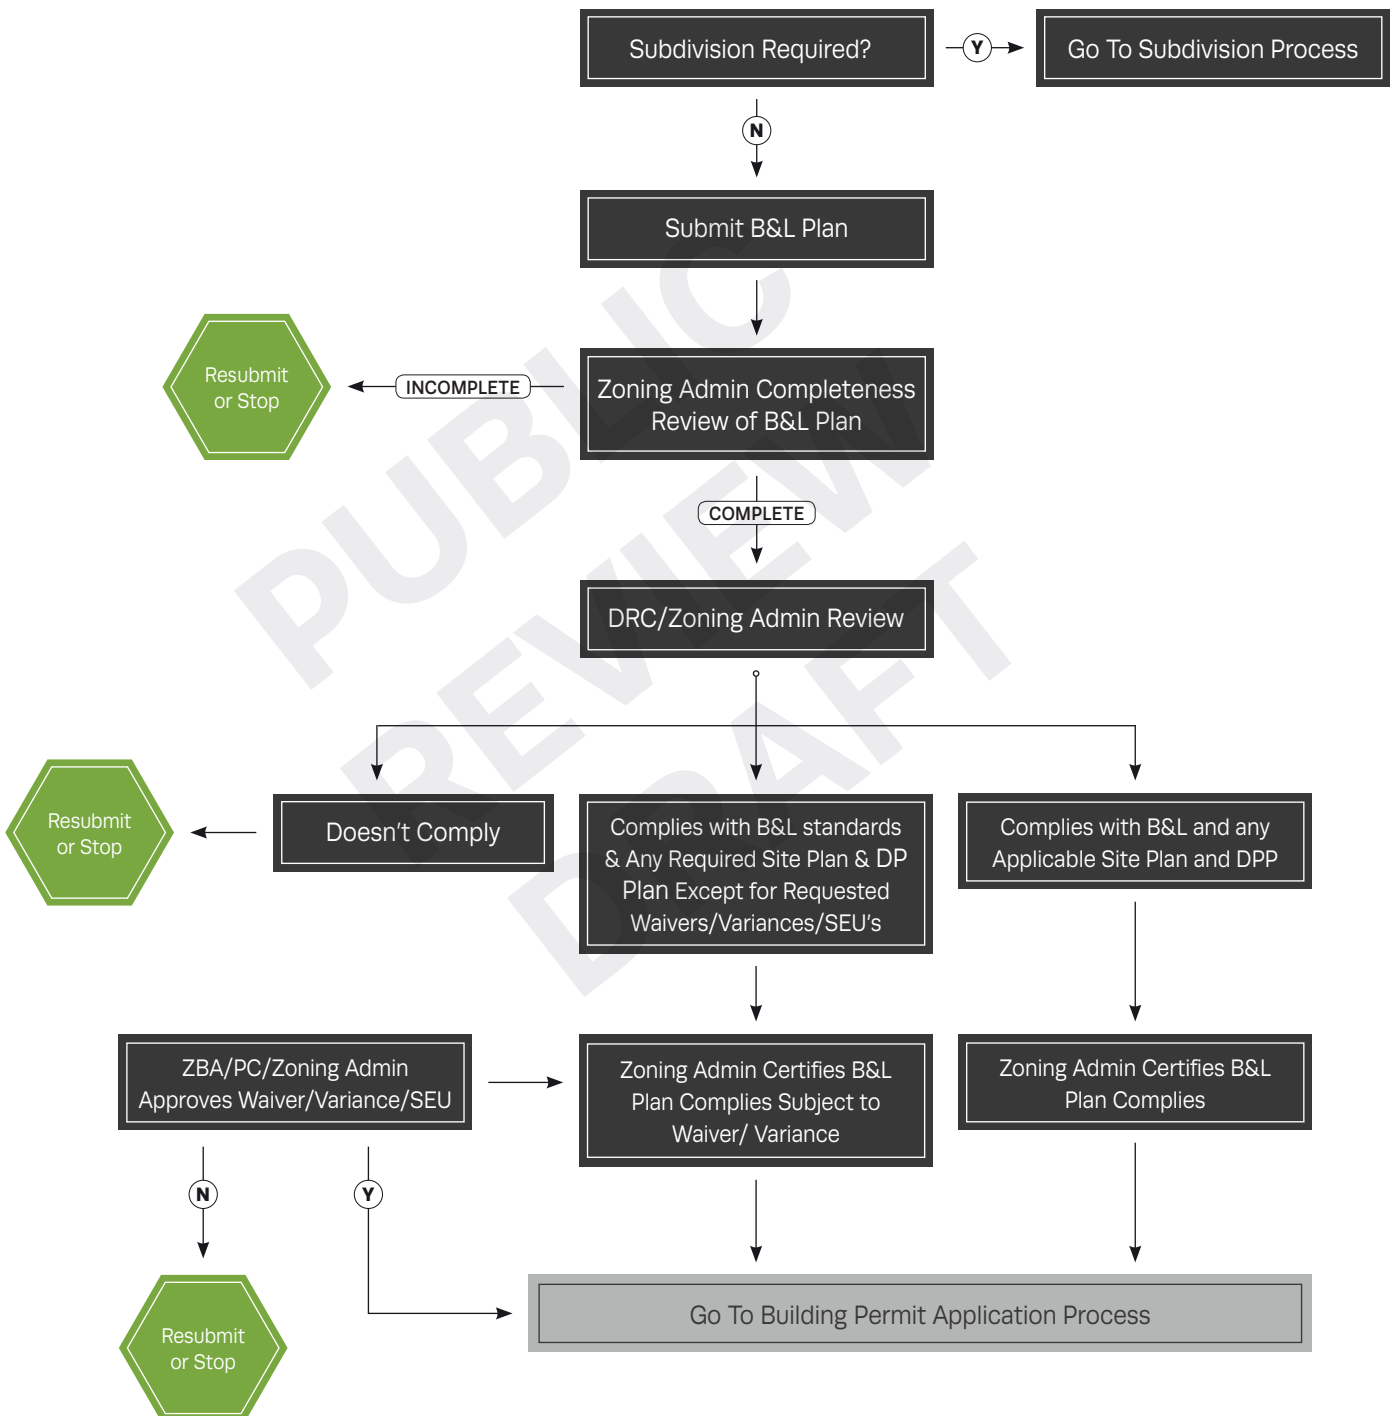 Subdivision Required?
Y
Go To Subdivision Process
N
Submit B&L Plan
Resubmit
or Stop
INCOMPLETE
Zoning Admin Completeness
Review of B&L Plan
COMPLETE
DRC/Zoning Admin Review
Resubmit
or Stop
Doesn't Comply
Complies with B&L standards
& Any Required Site Plan & DP
Plan Except for Requested
Waivers/Variances/SEU's
Complies with B&L and any
Applicable Site Plan and DPP
ZBA/PC/Zoning Admin
Approves Waiver/Variance/SEU
Zoning Admin Certifies B&L
Plan Complies Subject to
Waiver/ Variance
Zoning Admin Certifies B&L
Plan Complies
N
Y
Resubmit
or Stop
Go To Building Permit Application Process
PUBLIC
REVIEW
DRAFT